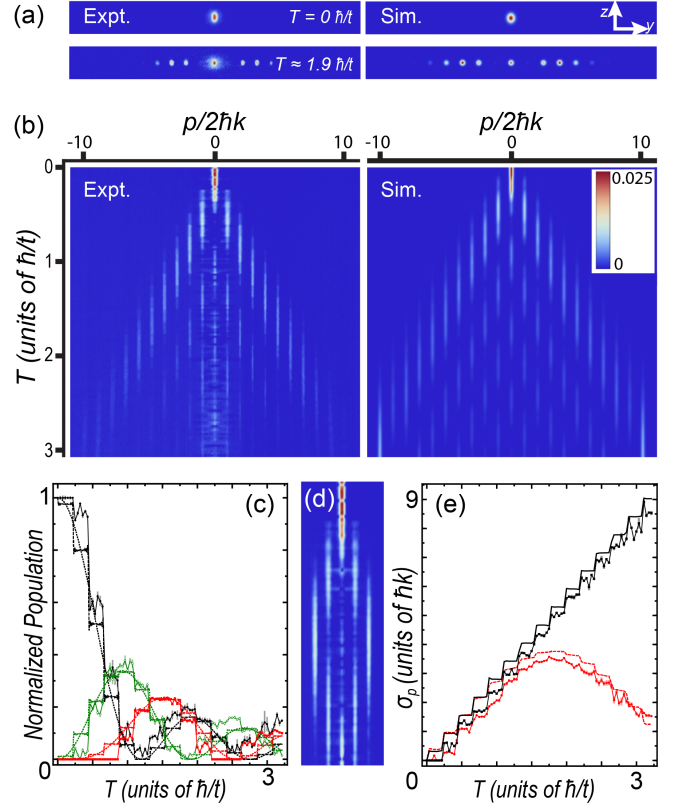 (a)
Expt.
T = 0 ħ/t
Sim.
z
y
T ≈ 1.9 ħ/t
(b)
p/2ħk
p/2ħk
-10 0 10
-10 0 10
0
1
2
3
T (units of ħ/t)
Expt.
Sim.
0.025
0
(c)
1
0
Normalized Population
3
T (units of ħ/t)
(d)
(e)
9
0
σp (units of ħk)
3
T (units of ħ/t)